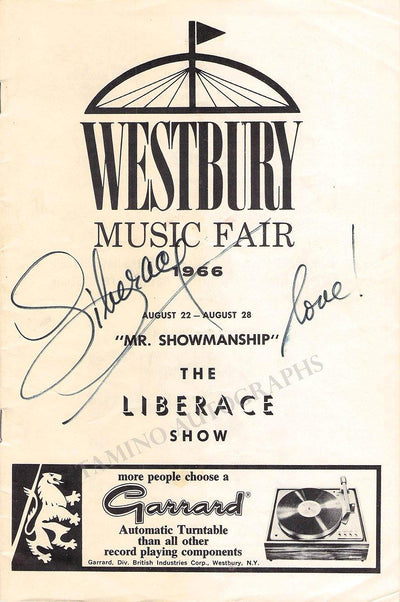 WESTBURY
MUSIC FAIR
1966
Liberace
love!
AUGUST 22 — AUGUST 28
"MR. SHOWMANSHIP"
THE
LIBERACE
SHOW
TAMINO AUTOGRAPHS
more people choose a
Garrard®
Automatic Turntable
than all other
record playing components
Garrard, Div. British Industries Corp., Westbury, N.Y.